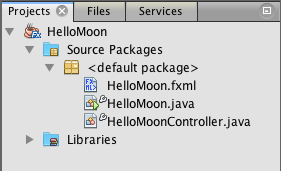 Projects Files Services
HelloMoon
Source Packages
<default package>
HelloMoon.fxml
HelloMoon.java
HelloMoonController.java
Libraries